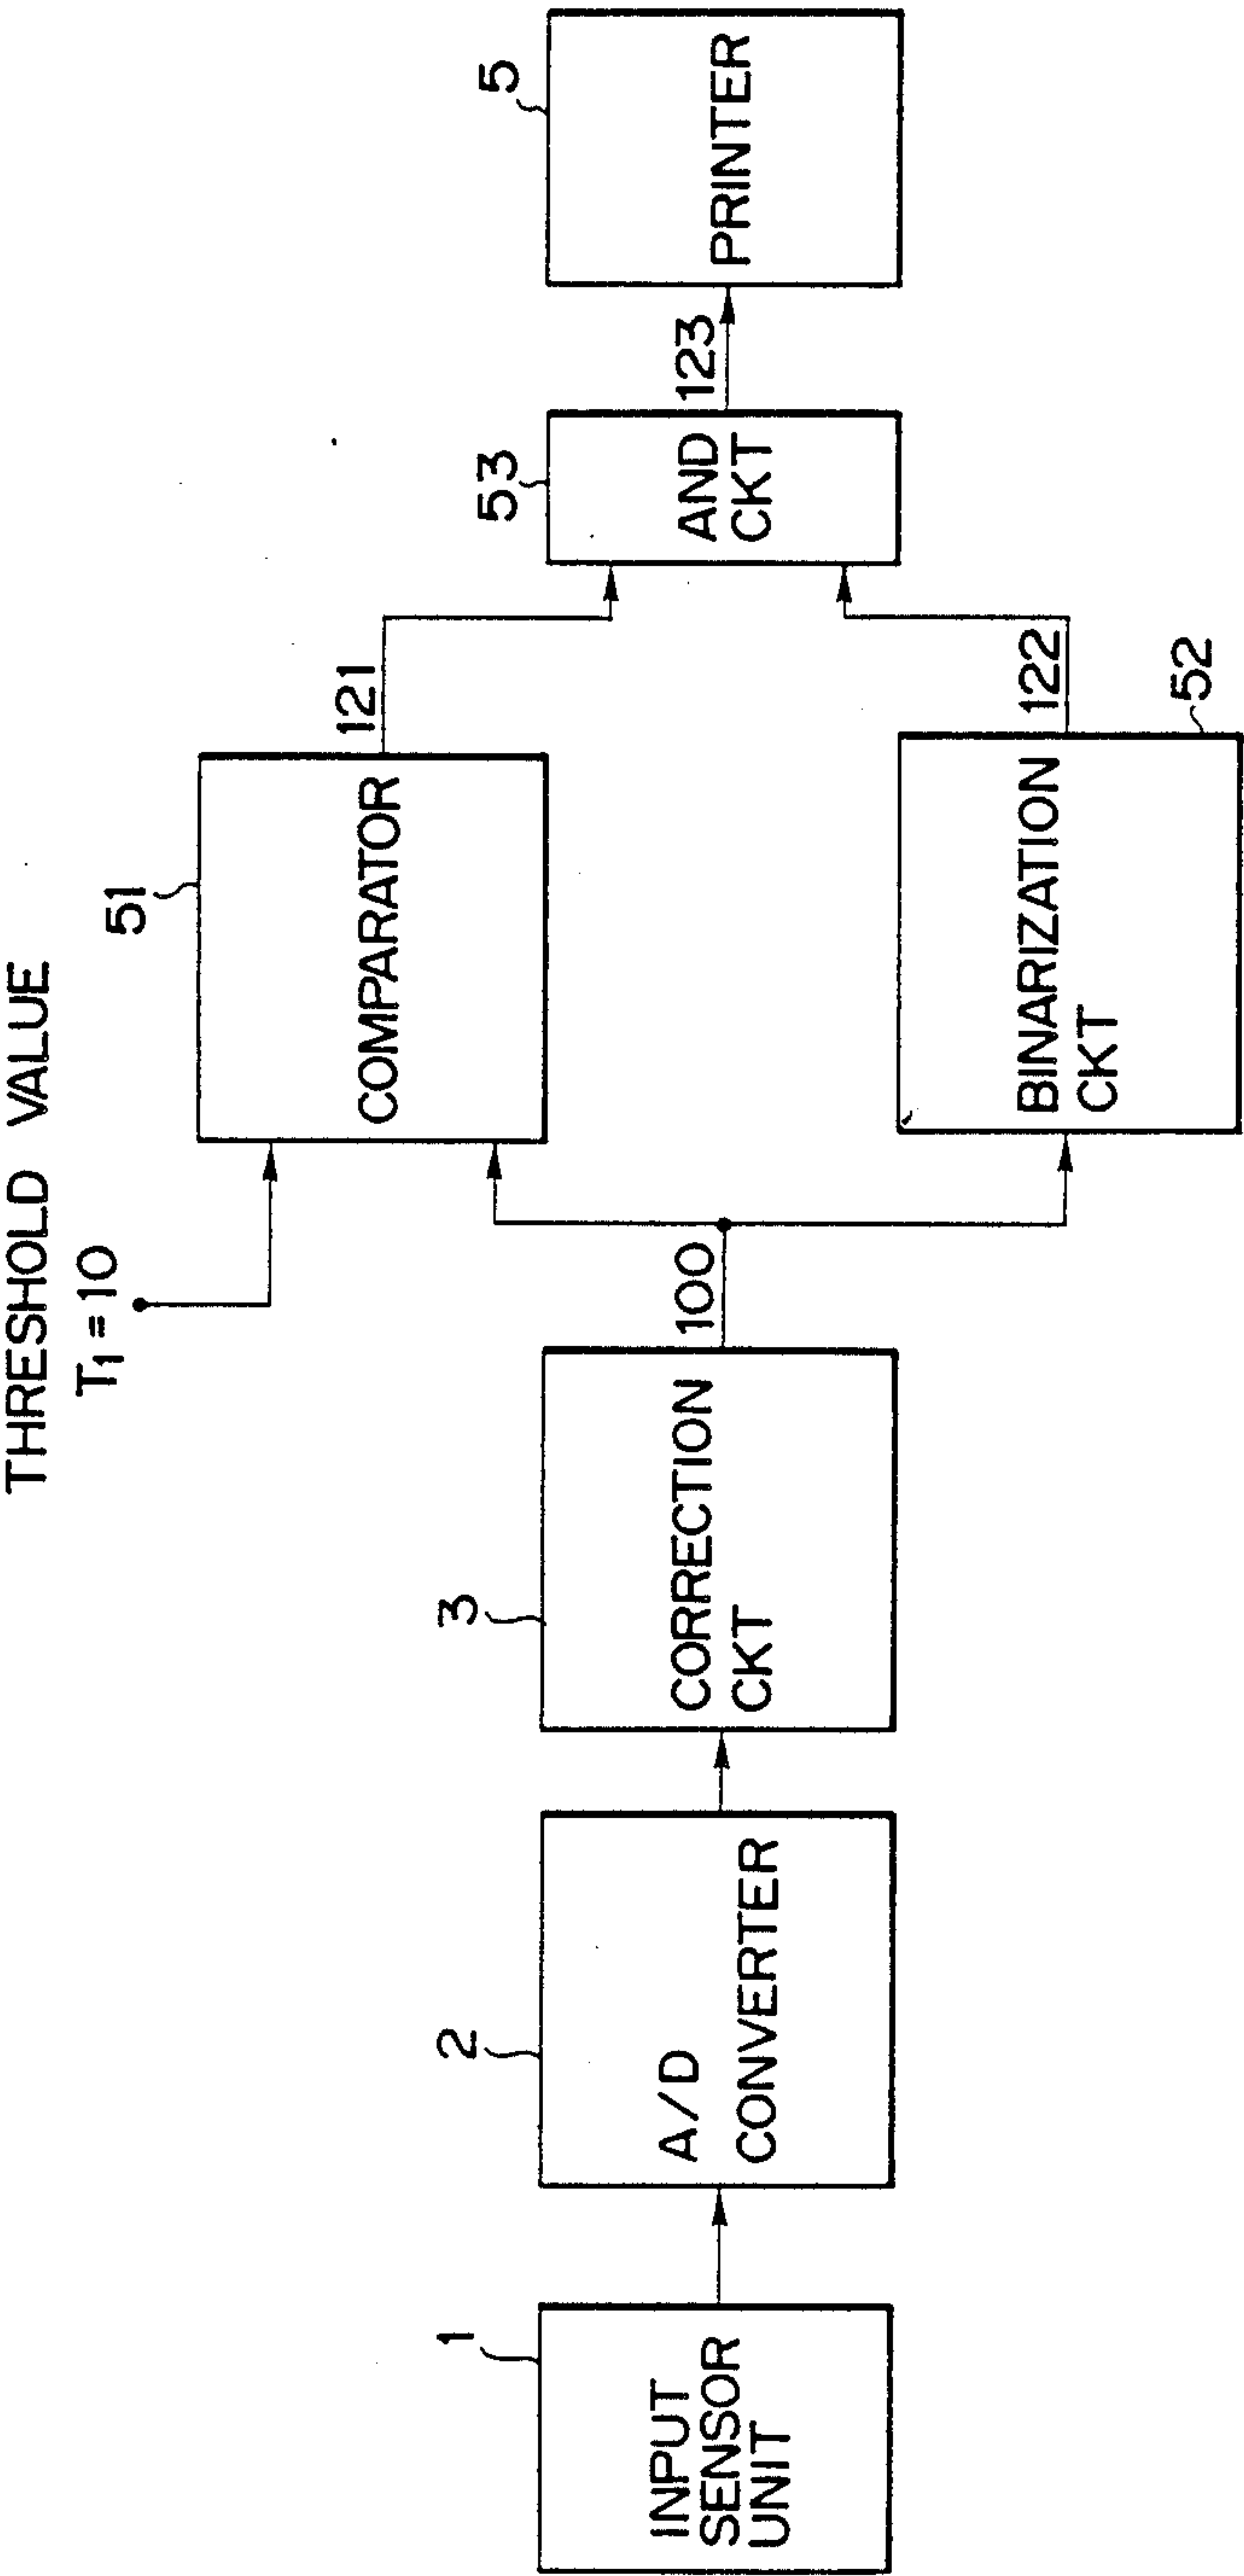 THRESHOLD VALUE
T1 = 10
51
COMPARATOR
121
1
INPUT
SENSOR
UNIT
2
A/D
CONVERTER
3
CORRECTION
CKT
100
53
AND
CKT
123
5
PRINTER
BINARIZATION
CKT
122
52